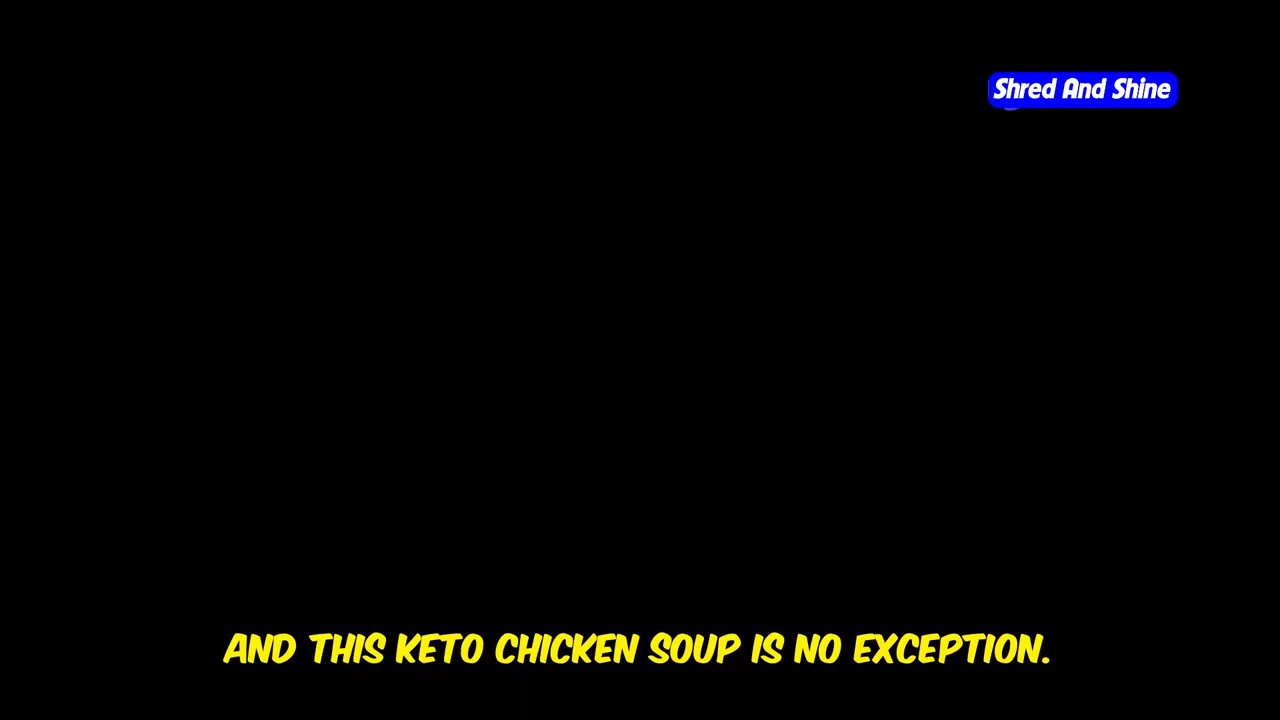 Shred And Shine
AND THIS KETO CHICKEN SOUP IS NO EXCEPTION.